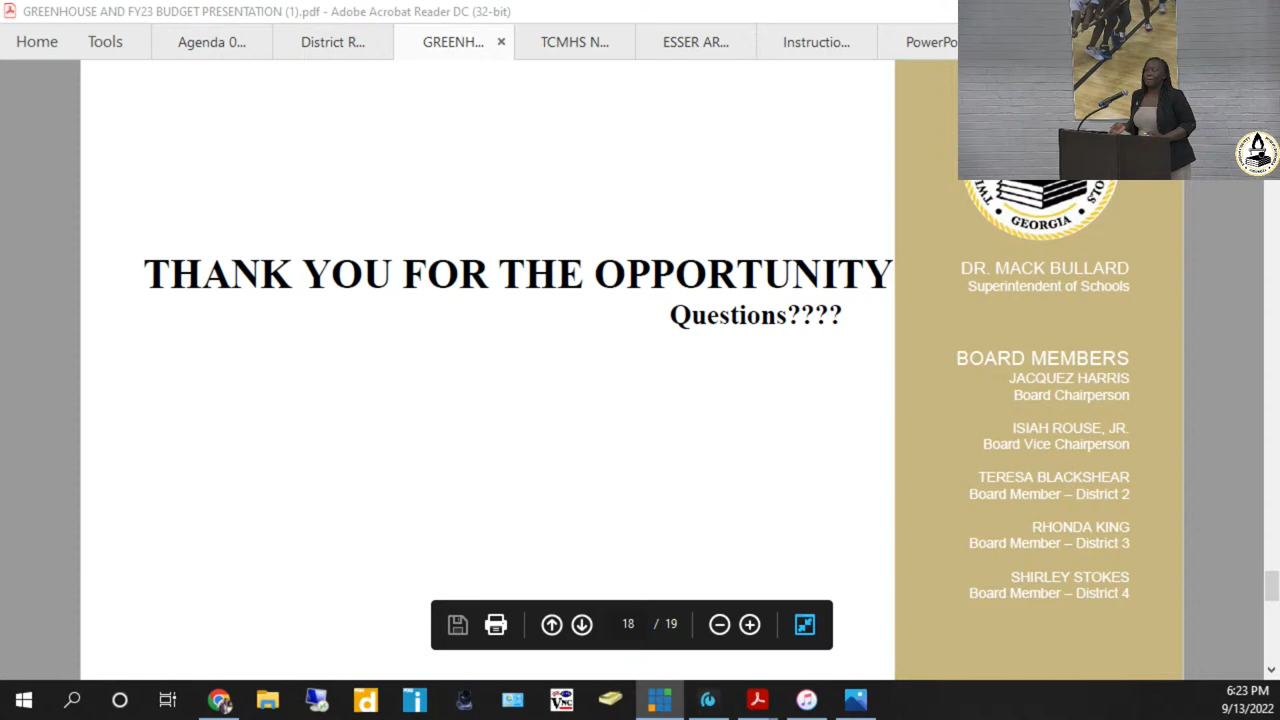 GREENHOUSE AND FY23 BUDGET PRESENTATION (1).pdf - Adobe Acrobat Reader DC (32-bit)
Home Tools Agenda 0... District R... GREENH... × TCMHS N... ESSER AR... Instructio... PowerPo
GEORGIA
THANK YOU FOR THE OPPORTUNITY
Questions????
DR. MACK BULLARD
Superintendent of Schools
BOARD MEMBERS
JACQUEZ HARRIS
Board Chairperson
ISIAH ROUSE, JR.
Board Vice Chairperson
TERESA BLACKSHEAR
Board Member – District 2
RHONDA KING
Board Member – District 3
SHIRLEY STOKES
Board Member – District 4
18 / 19
6:23 PM
9/13/2022